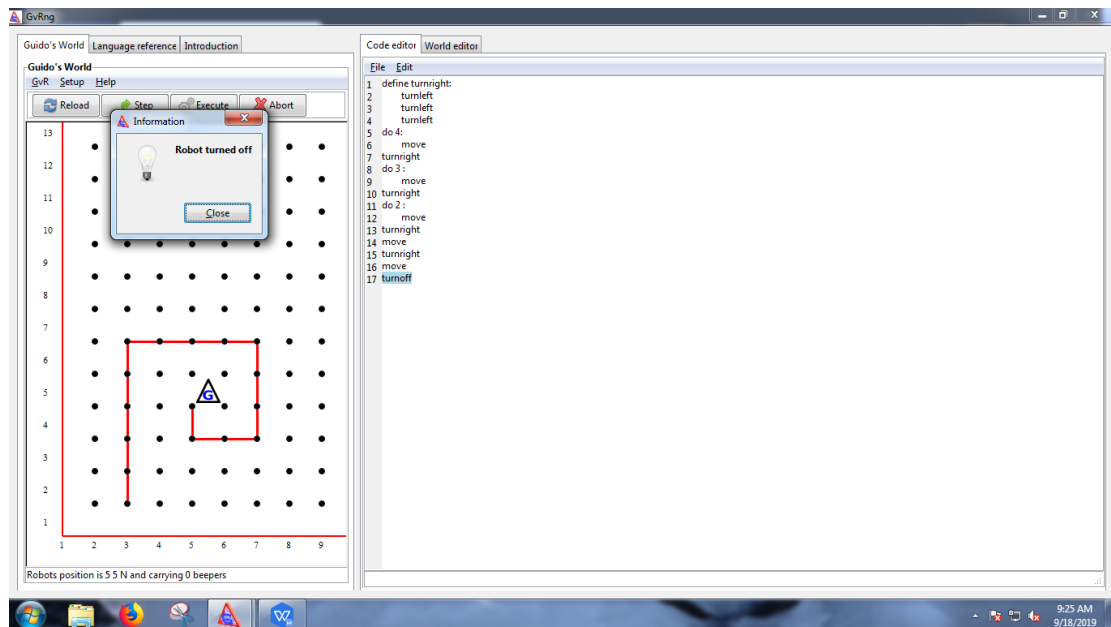 GvRng
Guido's World Language reference Introduction
Guido's World
GvR Setup Help
Reload Step Execute Abort
Information
Robot turned off
Close
13
12
11
10
9
8
7
6
5
4
3
2
1
1 2 3 4 5 6 7 8 9
G
Robots position is 5 5 N and carrying 0 beepers
Code editor World editor
File Edit
1 define turnright:
2 turnleft
3 turnleft
4 turnleft
5 do 4:
6 move
7 turnright
8 do 3 :
9 move
10 turnright
11 do 2 :
12 move
13 turnright
14 move
15 turnright
16 move
17 turnoff
W
9:25 AM
9/18/2019